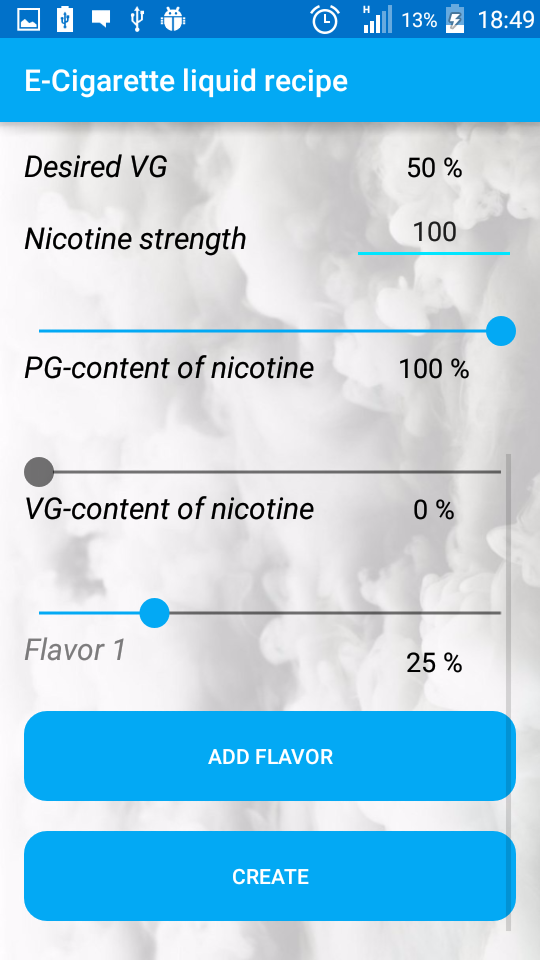 H 13% 18:49
E-Cigarette liquid recipe
Desired VG 50 %
Nicotine strength 100
PG-content of nicotine 100 %
VG-content of nicotine 0 %
Flavor 1 25 %
ADD FLAVOR
CREATE